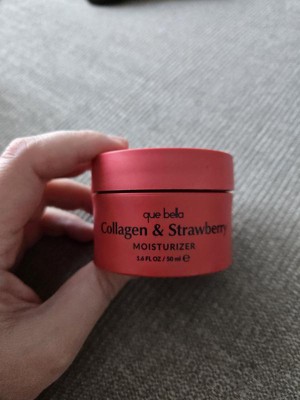 que bella
Collagen & Strawberry
MOISTURIZER
1.6 FL OZ / 50 ml ℮